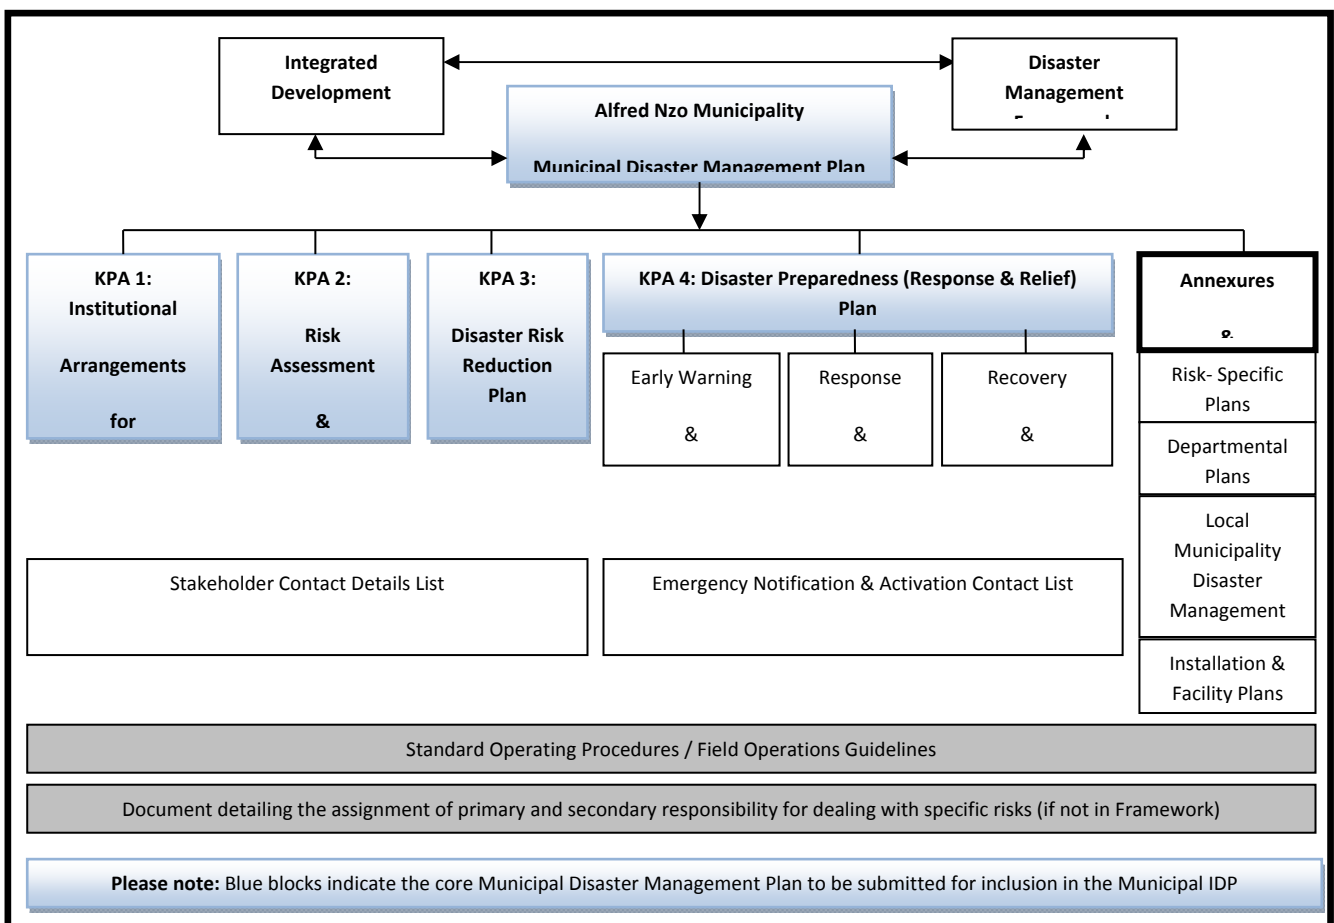 Integrated
Development
Disaster
Management
Alfred Nzo Municipality
Municipal Disaster Management Plan
KPA 1:
Institutional
Arrangements
for
KPA 2:
Risk
Assessment
&
KPA 3:
Disaster Risk
Reduction
Plan
KPA 4: Disaster Preparedness (Response & Relief)
Plan
Early Warning
&
Response
&
Recovery
&
Annexures
&
Risk- Specific
Plans
Departmental
Plans
Local
Municipality
Disaster
Management
Installation &
Facility Plans
Stakeholder Contact Details List
Emergency Notification & Activation Contact List
Standard Operating Procedures / Field Operations Guidelines
Document detailing the assignment of primary and secondary responsibility for dealing with specific risks (if not in Framework)
Please note: Blue blocks indicate the core Municipal Disaster Management Plan to be submitted for inclusion in the Municipal IDP